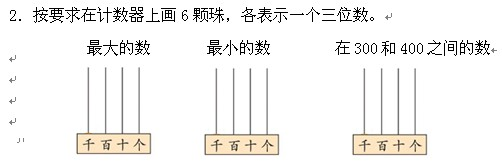 2. 按要求在计数器上画 6 颗珠，各表示一个三位数。
最大的数 最小的数 在 300 和 400 之间的数
千百十个 千百十个 千百十个